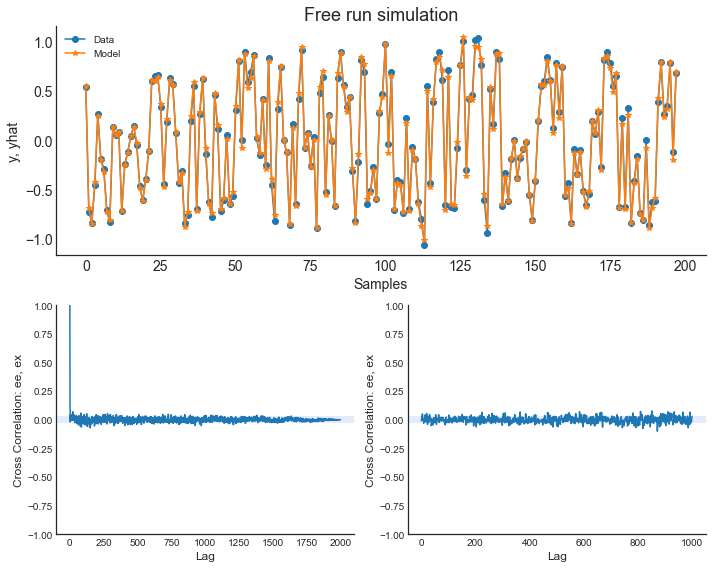 Free run simulation
Data
Model
y, yhat
1.0
0.5
0.0
−0.5
−1.0
0 25 50 75 100 125 150 175 200
Samples
Cross Correlation: ee, ex
1.00
0.75
0.50
0.25
0.00
−0.25
−0.50
−0.75
−1.00
0 250 500 750 1000 1250 1500 1750 2000
Lag
Cross Correlation: ee, ex
1.00
0.75
0.50
0.25
0.00
−0.25
−0.50
−0.75
−1.00
0 200 400 600 800 1000
Lag